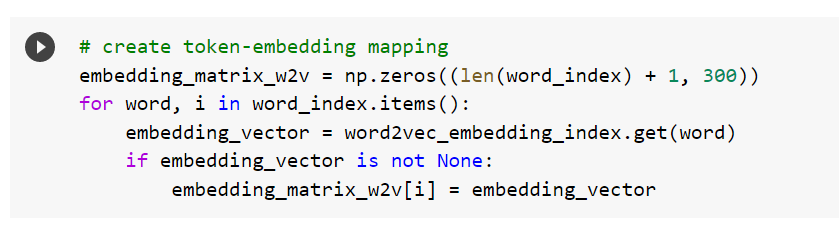 # create token-embedding mapping
embedding_matrix_w2v = np.zeros((len(word_index) + 1, 300))
for word, i in word_index.items():
    embedding_vector = word2vec_embedding_index.get(word)
    if embedding_vector is not None:
        embedding_matrix_w2v[i] = embedding_vector